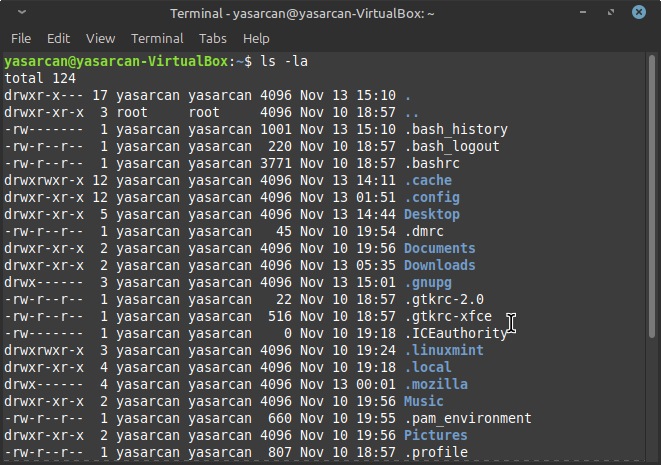 Terminal - yasarcan@yasarcan-VirtualBox: ~
File Edit View Terminal Tabs Help
yasarcan@yasarcan-VirtualBox:~$ ls -la
total 124
drwxr-x--- 17 yasarcan yasarcan 4096 Nov 13 15:10 .
drwxr-xr-x  3 root     root     4096 Nov 10 18:57 ..
-rw-------  1 yasarcan yasarcan 1001 Nov 13 15:10 .bash_history
-rw-r--r--  1 yasarcan yasarcan  220 Nov 10 18:57 .bash_logout
-rw-r--r--  1 yasarcan yasarcan 3771 Nov 10 18:57 .bashrc
drwxrwxr-x 12 yasarcan yasarcan 4096 Nov 13 14:11 .cache
drwxr-xr-x 12 yasarcan yasarcan 4096 Nov 13 01:51 .config
drwxr-xr-x  5 yasarcan yasarcan 4096 Nov 13 14:44 Desktop
-rw-r--r--  1 yasarcan yasarcan   45 Nov 10 19:54 .dmrc
drwxr-xr-x  2 yasarcan yasarcan 4096 Nov 10 19:56 Documents
drwxr-xr-x  2 yasarcan yasarcan 4096 Nov 13 05:35 Downloads
drwx------  3 yasarcan yasarcan 4096 Nov 13 15:01 .gnupg
-rw-r--r--  1 yasarcan yasarcan   22 Nov 10 18:57 .gtkrc-2.0
-rw-r--r--  1 yasarcan yasarcan  516 Nov 10 18:57 .gtkrc-xfce
-rw-------  1 yasarcan yasarcan    0 Nov 10 19:18 .ICEauthority
drwxrwxr-x  3 yasarcan yasarcan 4096 Nov 10 19:24 .linuxmint
drwxr-xr-x  4 yasarcan yasarcan 4096 Nov 10 19:18 .local
drwx------  4 yasarcan yasarcan 4096 Nov 13 00:01 .mozilla
drwxr-xr-x  2 yasarcan yasarcan 4096 Nov 10 19:56 Music
-rw-r--r--  1 yasarcan yasarcan  660 Nov 10 19:55 .pam_environment
drwxr-xr-x  2 yasarcan yasarcan 4096 Nov 10 19:56 Pictures
-rw-r--r--  1 yasarcan yasarcan  807 Nov 10 18:57 .profile